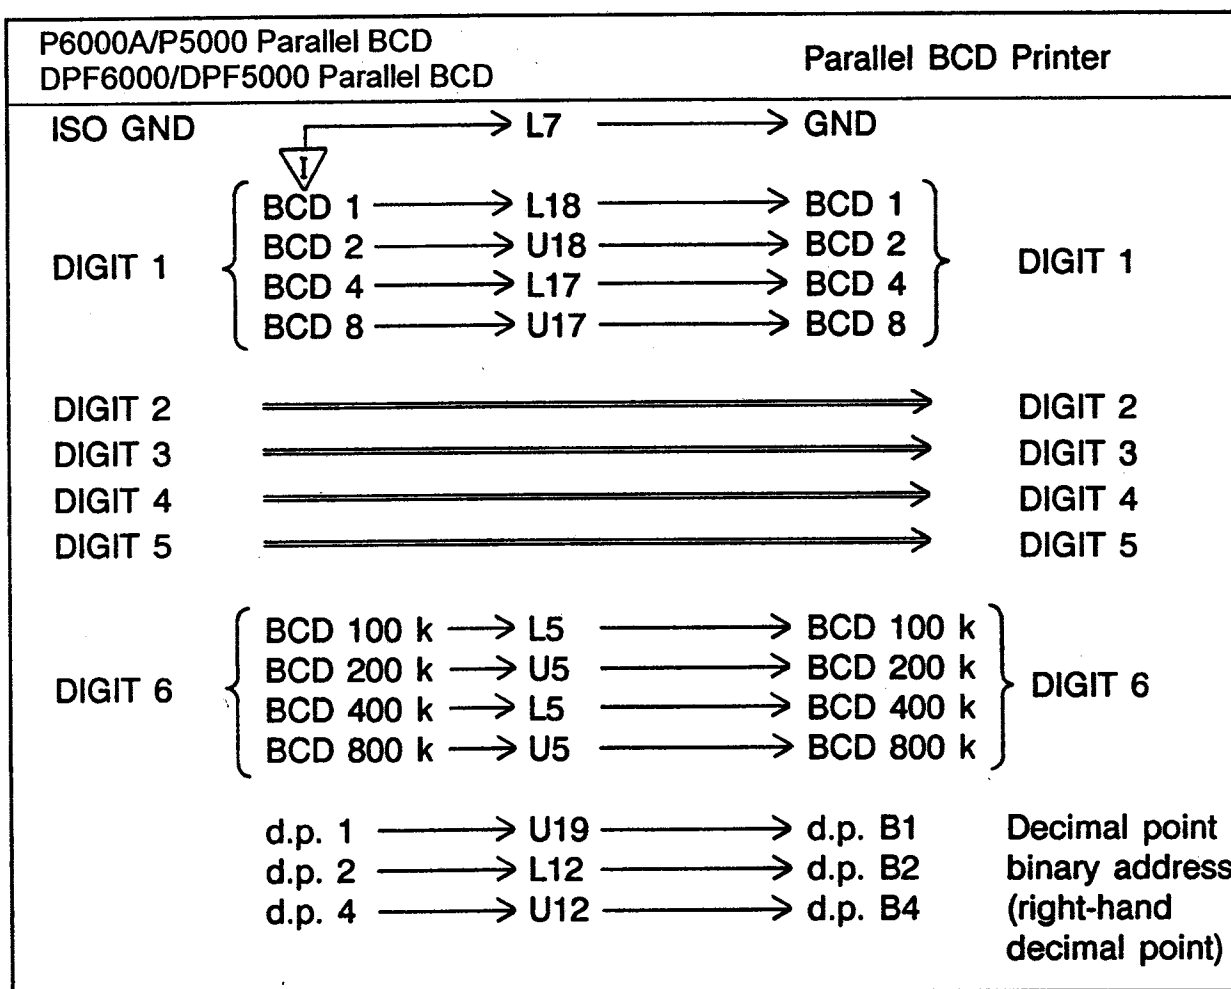 P6000A/P5000 Parallel BCD
DPF6000/DPF5000 Parallel BCD
Parallel BCD Printer
ISO GND L7 GND
I
DIGIT 1
BCD 1 L18 BCD 1
BCD 2 U18 BCD 2
BCD 4 L17 BCD 4
BCD 8 U17 BCD 8
DIGIT 1
DIGIT 2 DIGIT 2
DIGIT 3 DIGIT 3
DIGIT 4 DIGIT 4
DIGIT 5 DIGIT 5
DIGIT 6
BCD 100 k L5 BCD 100 k
BCD 200 k U5 BCD 200 k
BCD 400 k L5 BCD 400 k
BCD 800 k U5 BCD 800 k
DIGIT 6
d.p. 1 U19 d.p. B1
d.p. 2 L12 d.p. B2
d.p. 4 U12 d.p. B4
Decimal point
binary address
(right-hand
decimal point)